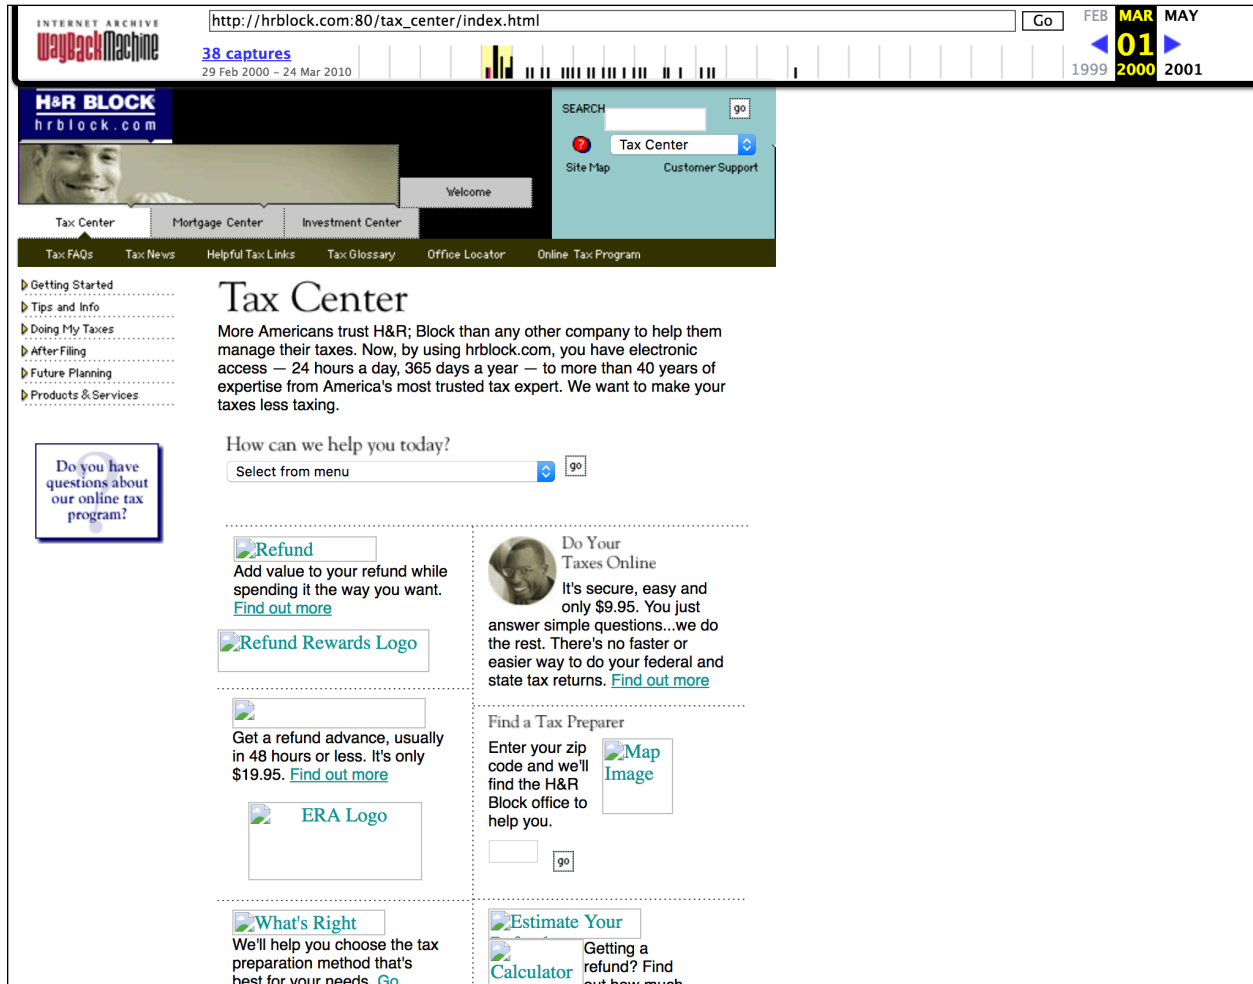 INTERNET ARCHIVE
WayBackMachine
http://hrblock.com:80/tax_center/index.html
Go
FEB MAR MAY
38 captures
01
29 Feb 2000 – 24 Mar 2010
1999 2000 2001
H&R BLOCK
hrblock.com
SEARCH
go
?
Tax Center
Site Map
Customer Support
Welcome
Tax Center
Mortgage Center
Investment Center
Tax FAQs
Tax News
Helpful Tax Links
Tax Glossary
Office Locator
Online Tax Program
Getting Started
Tips and Info
Doing My Taxes
After Filing
Future Planning
Products & Services
Do you have
questions about
our online tax
program?
?
Tax Center
More Americans trust H&R; Block than any other company to help them
manage their taxes. Now, by using hrblock.com, you have electronic
access — 24 hours a day, 365 days a year — to more than 40 years of
expertise from America's most trusted tax expert. We want to make your
taxes less taxing.
How can we help you today?
Select from menu
go
Refund
Add value to your refund while
spending it the way you want.
Find out more
Refund Rewards Logo
Get a refund advance, usually
in 48 hours or less. It's only
$19.95. Find out more
ERA Logo
What's Right
We'll help you choose the tax
preparation method that's
best for your needs. Go
Do Your
Taxes Online
It's secure, easy and
only $9.95. You just
answer simple questions...we do
the rest. There's no faster or
easier way to do your federal and
state tax returns. Find out more
Find a Tax Preparer
Enter your zip
code and we'll
find the H&R
Block office to
help you.
Map
Image
go
Estimate Your
Calculator
Getting a
refund? Find
out how much